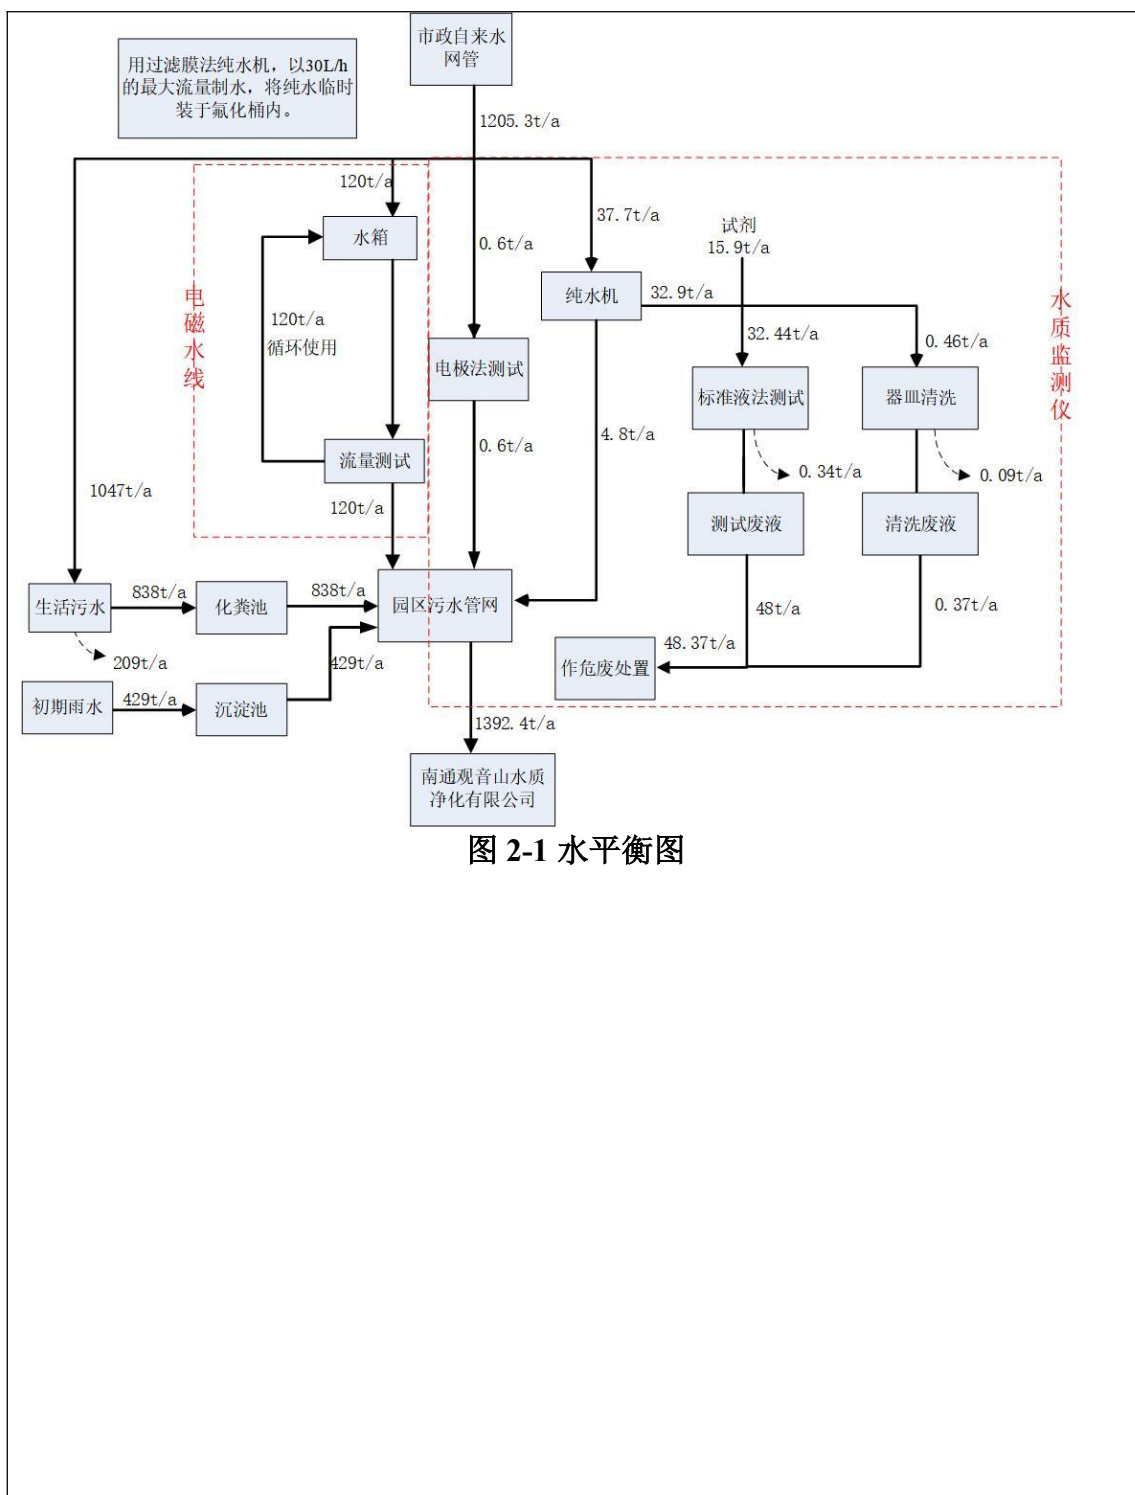 市政自来水
网管
用过滤膜法纯水机，以30L/h
的最大流量制水，将纯水临时
装于氟化桶内。
1205.3t/a
120t/a
37.7t/a
水箱
0.6t/a
试剂
15.9t/a
纯水机
32.9t/a
电磁水线
水质监测仪
120t/a
循环使用
32.44t/a
0.46t/a
电极法测试
标准液法测试
器皿清洗
0.6t/a
4.8t/a
流量测试
0.34t/a
0.09t/a
1047t/a
120t/a
测试废液
清洗废液
生活污水
838t/a
化粪池
838t/a
园区污水管网
48t/a
0.37t/a
209t/a
429t/a
48.37t/a
作危废处置
初期雨水
429t/a
沉淀池
1392.4t/a
南通观音山水质
净化有限公司
图 2-1 水平衡图